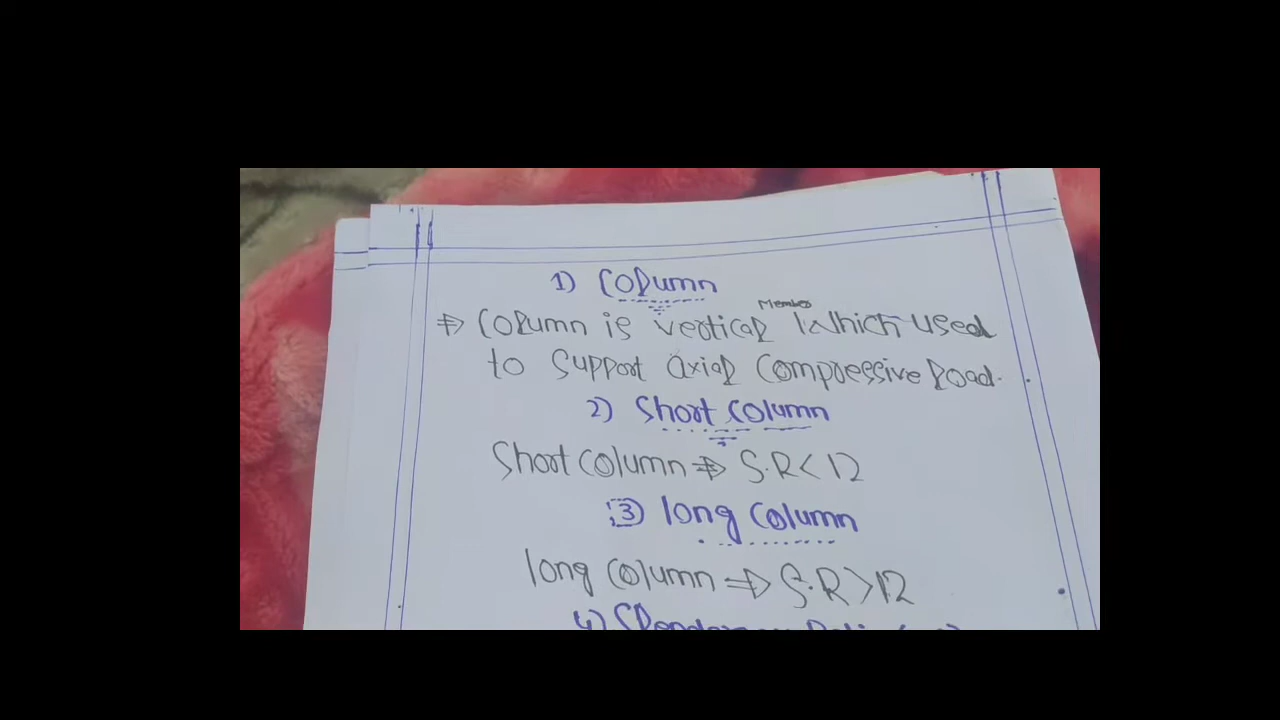 1) Column
⇒ Column is vertical Member Which used
to Support axial Compressive load.
2) Short Column
Short Column ⇒ S.R < 12
3) long Column
long Column ⇒ S.R > 12
4)